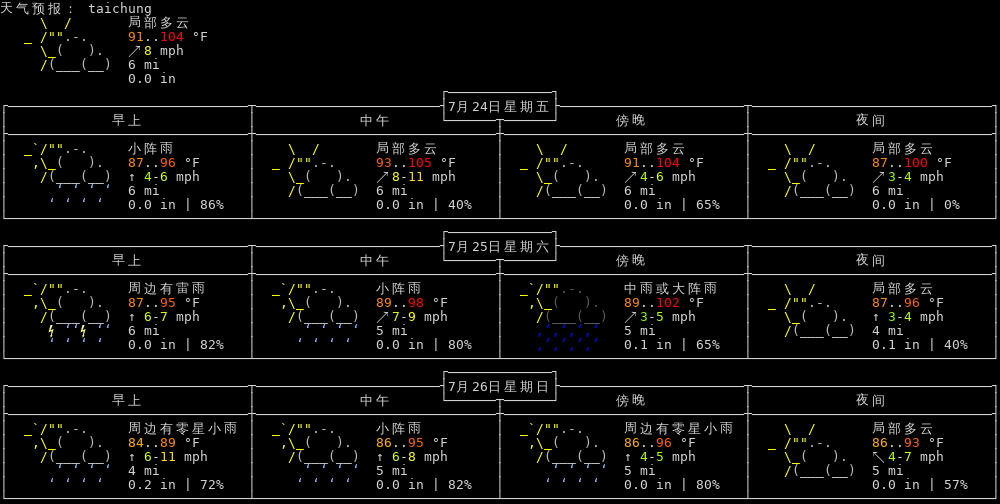 天气预报： taichung
局部多云
91..104 °F
↗8 mph
6 mi
0.0 in
7月24日星期五
早上 中午 傍晚 夜间
小阵雨 局部多云 局部多云 局部多云
87..96 °F 93..105 °F 91..104 °F 87..100 °F
↑ 4-6 mph ↗8-11 mph ↗4-6 mph ↗3-4 mph
6 mi 6 mi 6 mi 6 mi
0.0 in | 86% 0.0 in | 40% 0.0 in | 65% 0.0 in | 0%
7月25日星期六
早上 中午 傍晚 夜间
周边有雷雨 小阵雨 中雨或大阵雨 局部多云
87..95 °F 89..98 °F 89..102 °F 87..96 °F
↑ 6-7 mph ↗7-9 mph ↗3-5 mph ↑ 3-4 mph
6 mi 5 mi 5 mi 4 mi
0.0 in | 82% 0.0 in | 80% 0.1 in | 65% 0.1 in | 40%
7月26日星期日
早上 中午 傍晚 夜间
周边有零星小雨 小阵雨 周边有零星小雨 局部多云
84..89 °F 86..95 °F 86..96 °F 86..93 °F
↑ 6-11 mph ↑ 6-8 mph ↑ 4-5 mph ↖4-7 mph
4 mi 5 mi 5 mi 5 mi
0.2 in | 72% 0.0 in | 82% 0.0 in | 80% 0.0 in | 57%